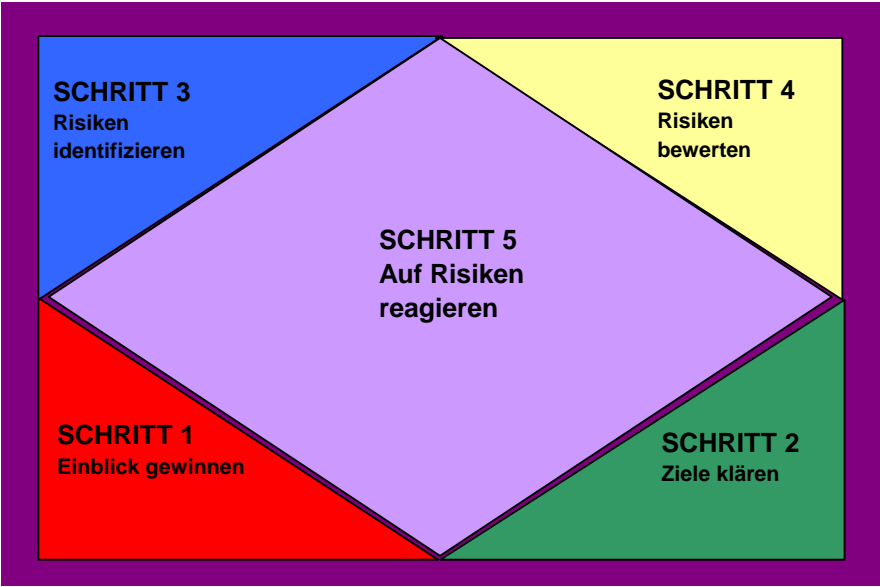 SCHRITT 3
Risiken
identifizieren
SCHRITT 4
Risiken
bewerten
SCHRITT 5
Auf Risiken
reagieren
SCHRITT 1
Einblick gewinnen
SCHRITT 2
Ziele klären